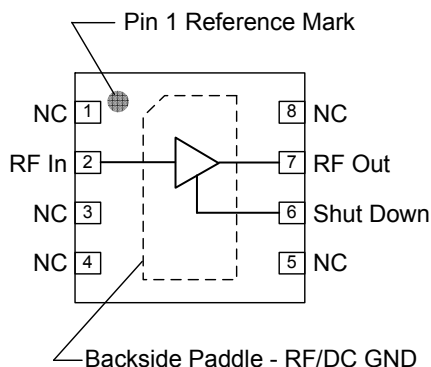 Pin 1 Reference Mark
NC 1 8 NC
RF In 2 7 RF Out
NC 3 6 Shut Down
NC 4 5 NC
Backside Paddle - RF/DC GND